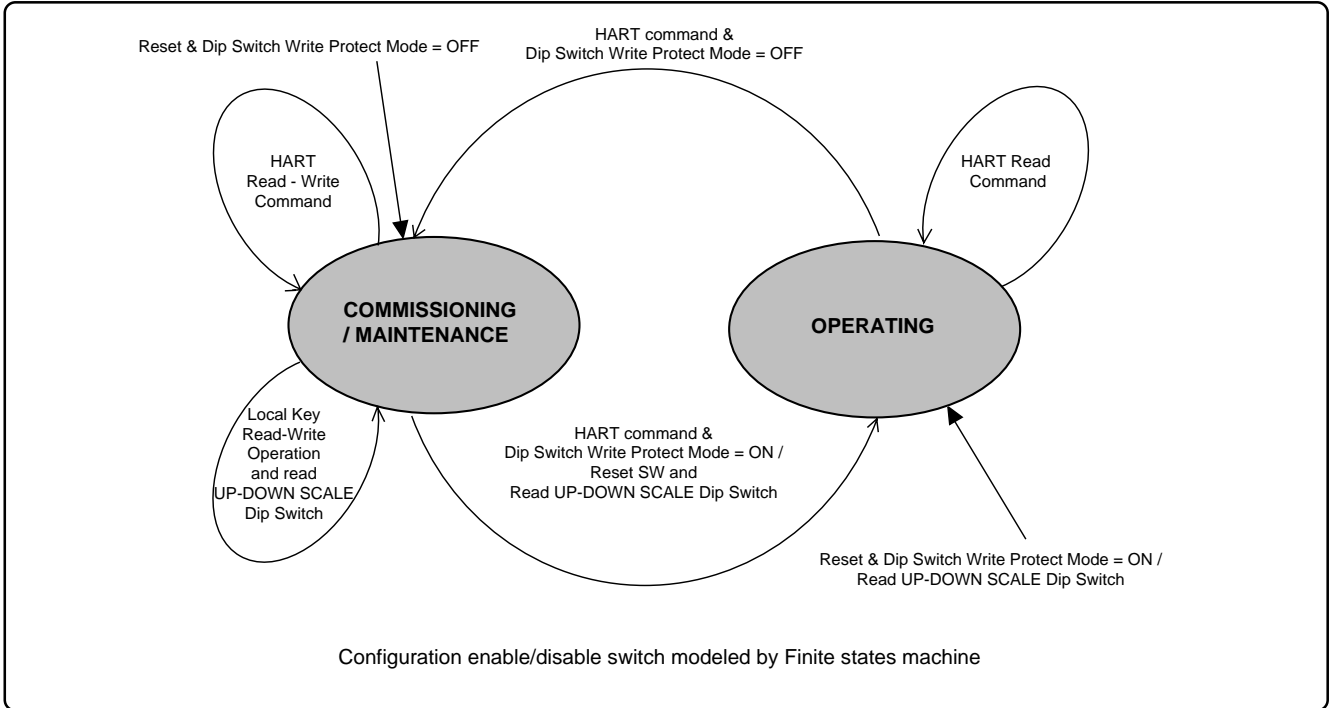 Reset & Dip Switch Write Protect Mode = OFF
HART command &
Dip Switch Write Protect Mode = OFF
HART
Read - Write
Command
HART Read
Command
COMMISSIONING
/ MAINTENANCE
OPERATING
Local Key
Read-Write
Operation
and read
UP-DOWN SCALE
Dip Switch
HART command &
Dip Switch Write Protect Mode = ON /
Reset SW and
Read UP-DOWN SCALE Dip Switch
Reset & Dip Switch Write Protect Mode = ON /
Read UP-DOWN SCALE Dip Switch
Configuration enable/disable switch modeled by Finite states machine